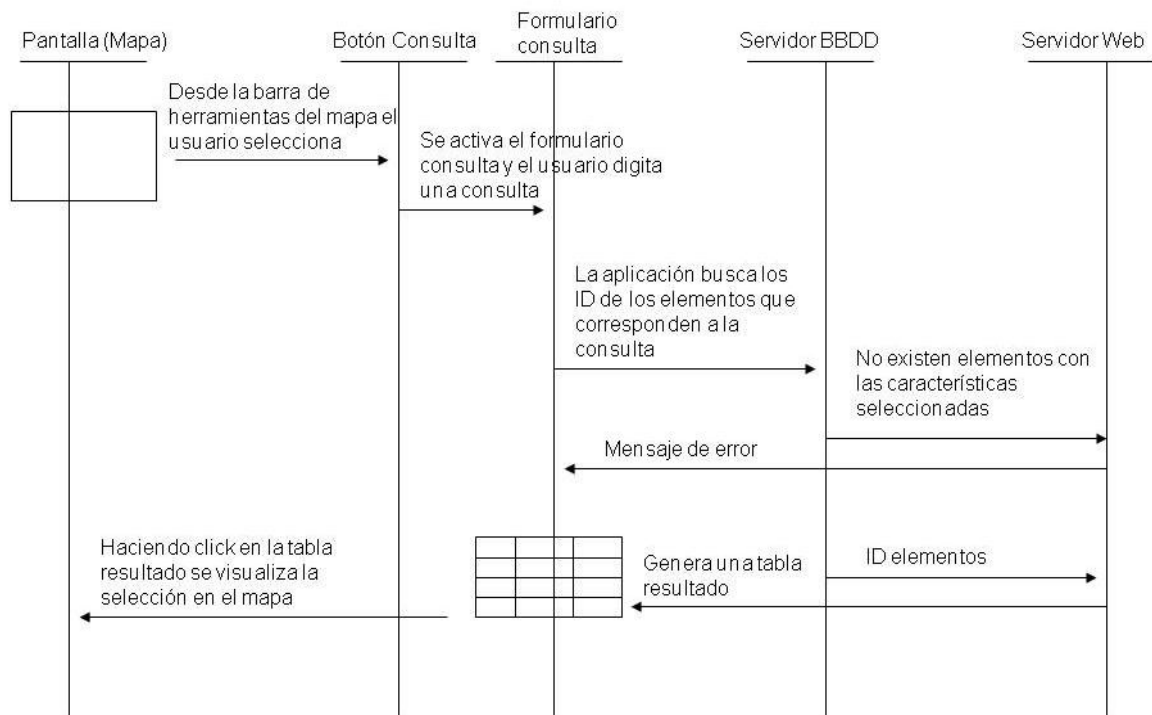 Pantalla (Mapa)
Botón Consulta
Formulario
consulta
Servidor BBDD
Servidor Web
Desde la barra de
herramientas del mapa el
usuario selecciona
Se activa el formulario
consulta y el usuario digita
una consulta
La aplicación busca los
ID de los elementos que
corresponden a la
consulta
No existen elementos con
las características
seleccionadas
Mensaje de error
Haciendo click en la tabla
resultado se visualiza la
selección en el mapa
Genera una tabla
resultado
ID elementos